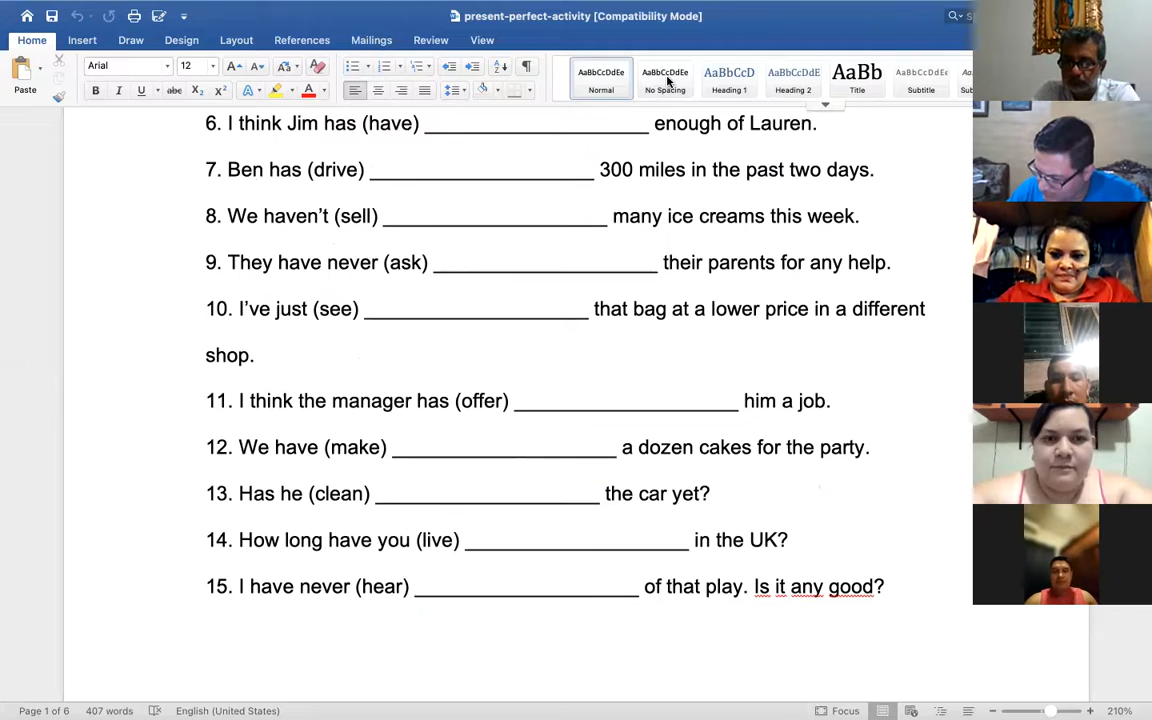 present-perfect-activity [Compatibility Mode]
Home Insert Draw Design Layout References Mailings Review View
Paste Arial 12
AaBbCcDdEe AaBbCcDdEe AaBbCcD AaBbCcDdE AaBb AaBbCcDdEe
Normal No Spacing Heading 1 Heading 2 Title Subtitle
6. I think Jim has (have) ____________________ enough of Lauren.
7. Ben has (drive) ____________________ 300 miles in the past two days.
8. We haven’t (sell) ____________________ many ice creams this week.
9. They have never (ask) ____________________ their parents for any help.
10. I’ve just (see) ____________________ that bag at a lower price in a different
shop.
11. I think the manager has (offer) ____________________ him a job.
12. We have (make) ____________________ a dozen cakes for the party.
13. Has he (clean) ____________________ the car yet?
14. How long have you (live) ____________________ in the UK?
15. I have never (hear) ____________________ of that play. Is it any good?
Page 1 of 6 407 words English (United States) Focus 210%